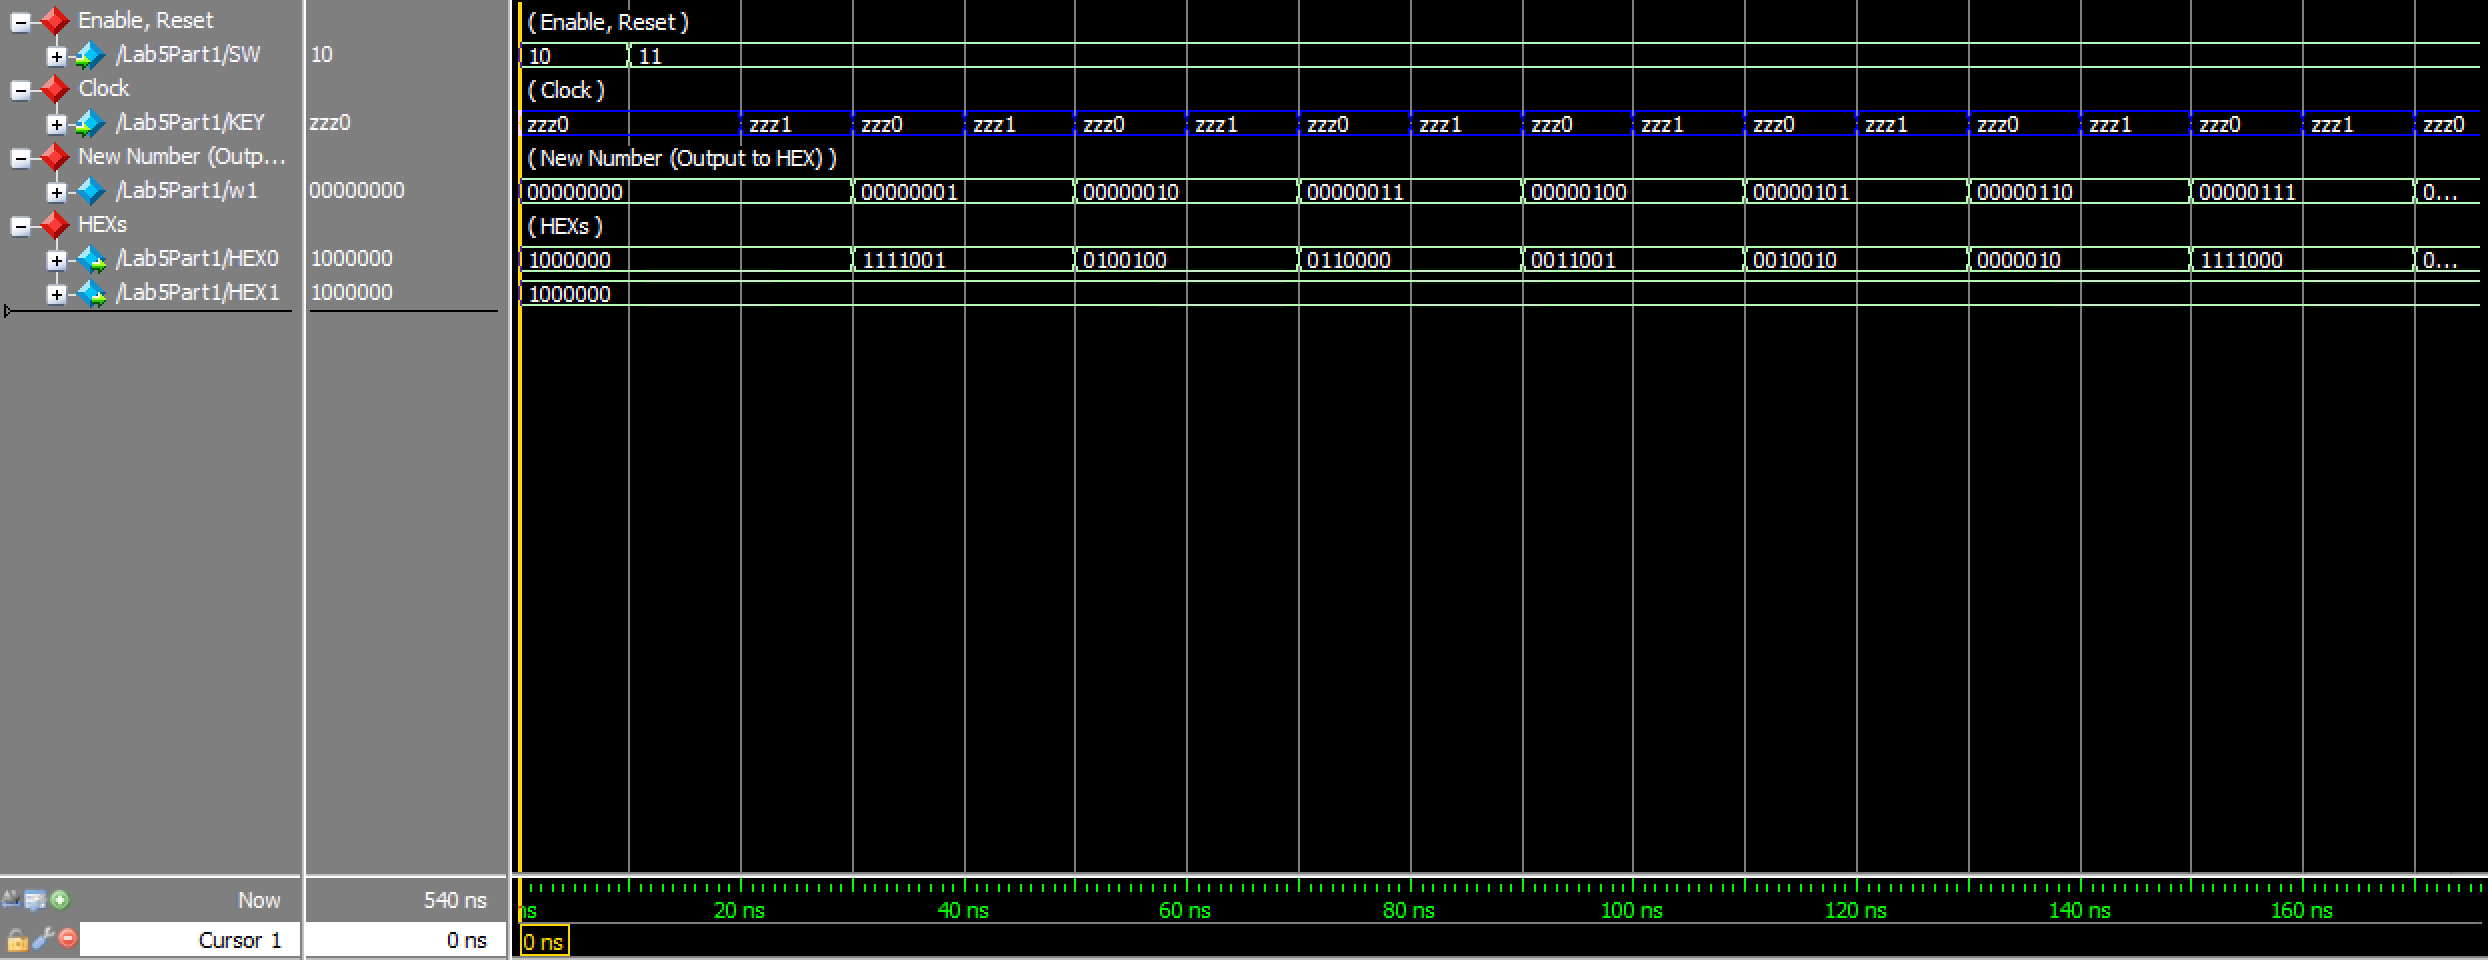 Enable, Reset ( Enable, Reset )
/Lab5Part1/SW 10 10 11
Clock ( Clock )
/Lab5Part1/KEY zzz0 zzz0 zzz1 zzz0 zzz1 zzz0 zzz1 zzz0 zzz1 zzz0 zzz1 zzz0 zzz1 zzz0 zzz1 zzz0 zzz1 zzz0
New Number (Outp... ( New Number (Output to HEX) )
/Lab5Part1/w1 00000000 00000000 00000001 00000010 00000011 00000100 00000101 00000110 00000111 0...
HEXs ( HEXs )
/Lab5Part1/HEX0 1000000 1000000 1111001 0100100 0110000 0011001 0010010 0000010 1111000 0...
/Lab5Part1/HEX1 1000000 1000000
Now 540 ns ns 20 ns 40 ns 60 ns 80 ns 100 ns 120 ns 140 ns 160 ns
Cursor 1 0 ns 0 ns